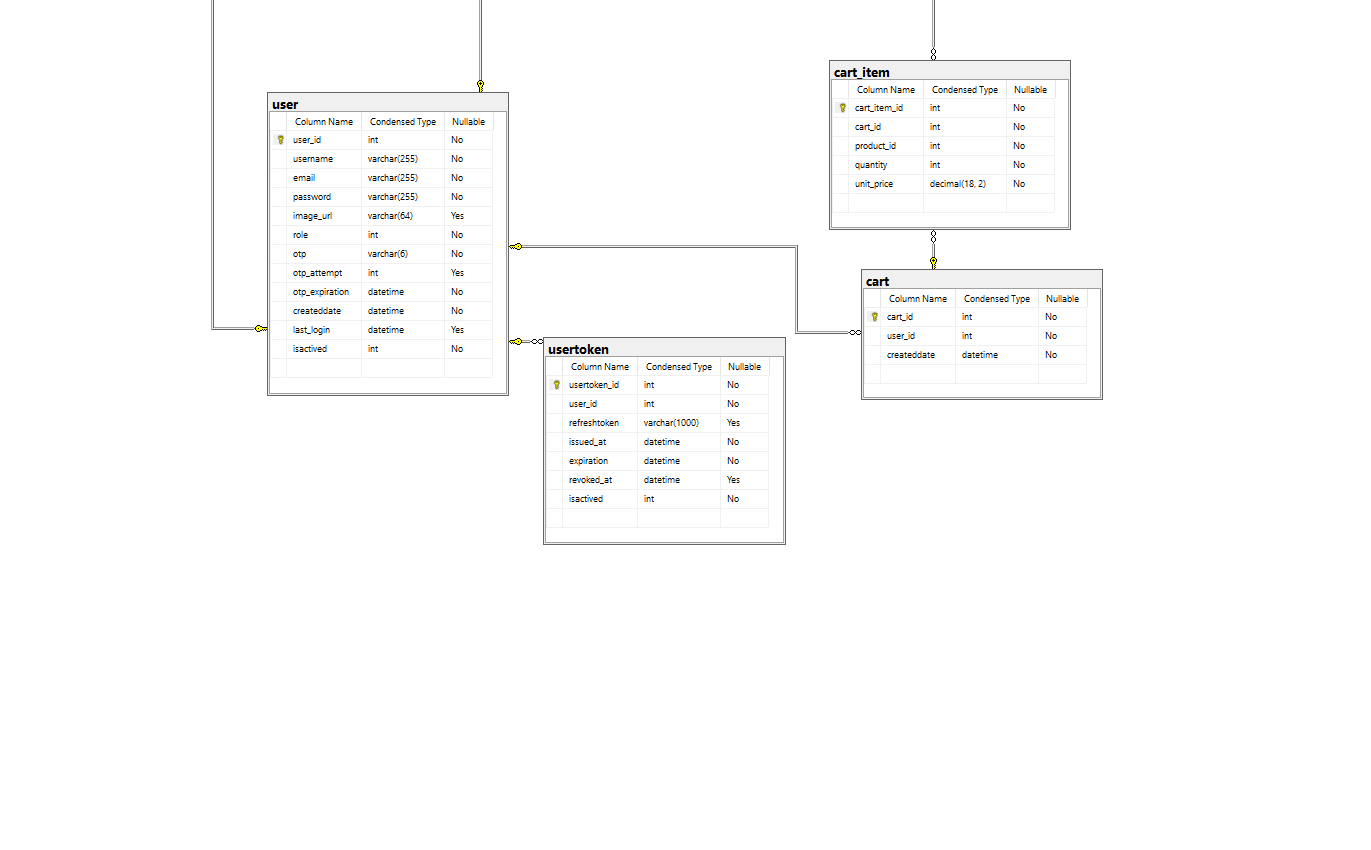 user
Column Name Condensed Type Nullable
user_id int No
username varchar(255) No
email varchar(255) No
password varchar(255) No
image_url varchar(64) Yes
role int No
otp varchar(6) No
otp_attempt int Yes
otp_expiration datetime No
createddate datetime No
last_login datetime Yes
isactived int No
usertoken
Column Name Condensed Type Nullable
usertoken_id int No
user_id int No
refreshtoken varchar(1000) Yes
issued_at datetime No
expiration datetime No
revoked_at datetime Yes
isactived int No
cart_item
Column Name Condensed Type Nullable
cart_item_id int No
cart_id int No
product_id int No
quantity int No
unit_price decimal(18, 2) No
cart
Column Name Condensed Type Nullable
cart_id int No
user_id int No
createddate datetime No